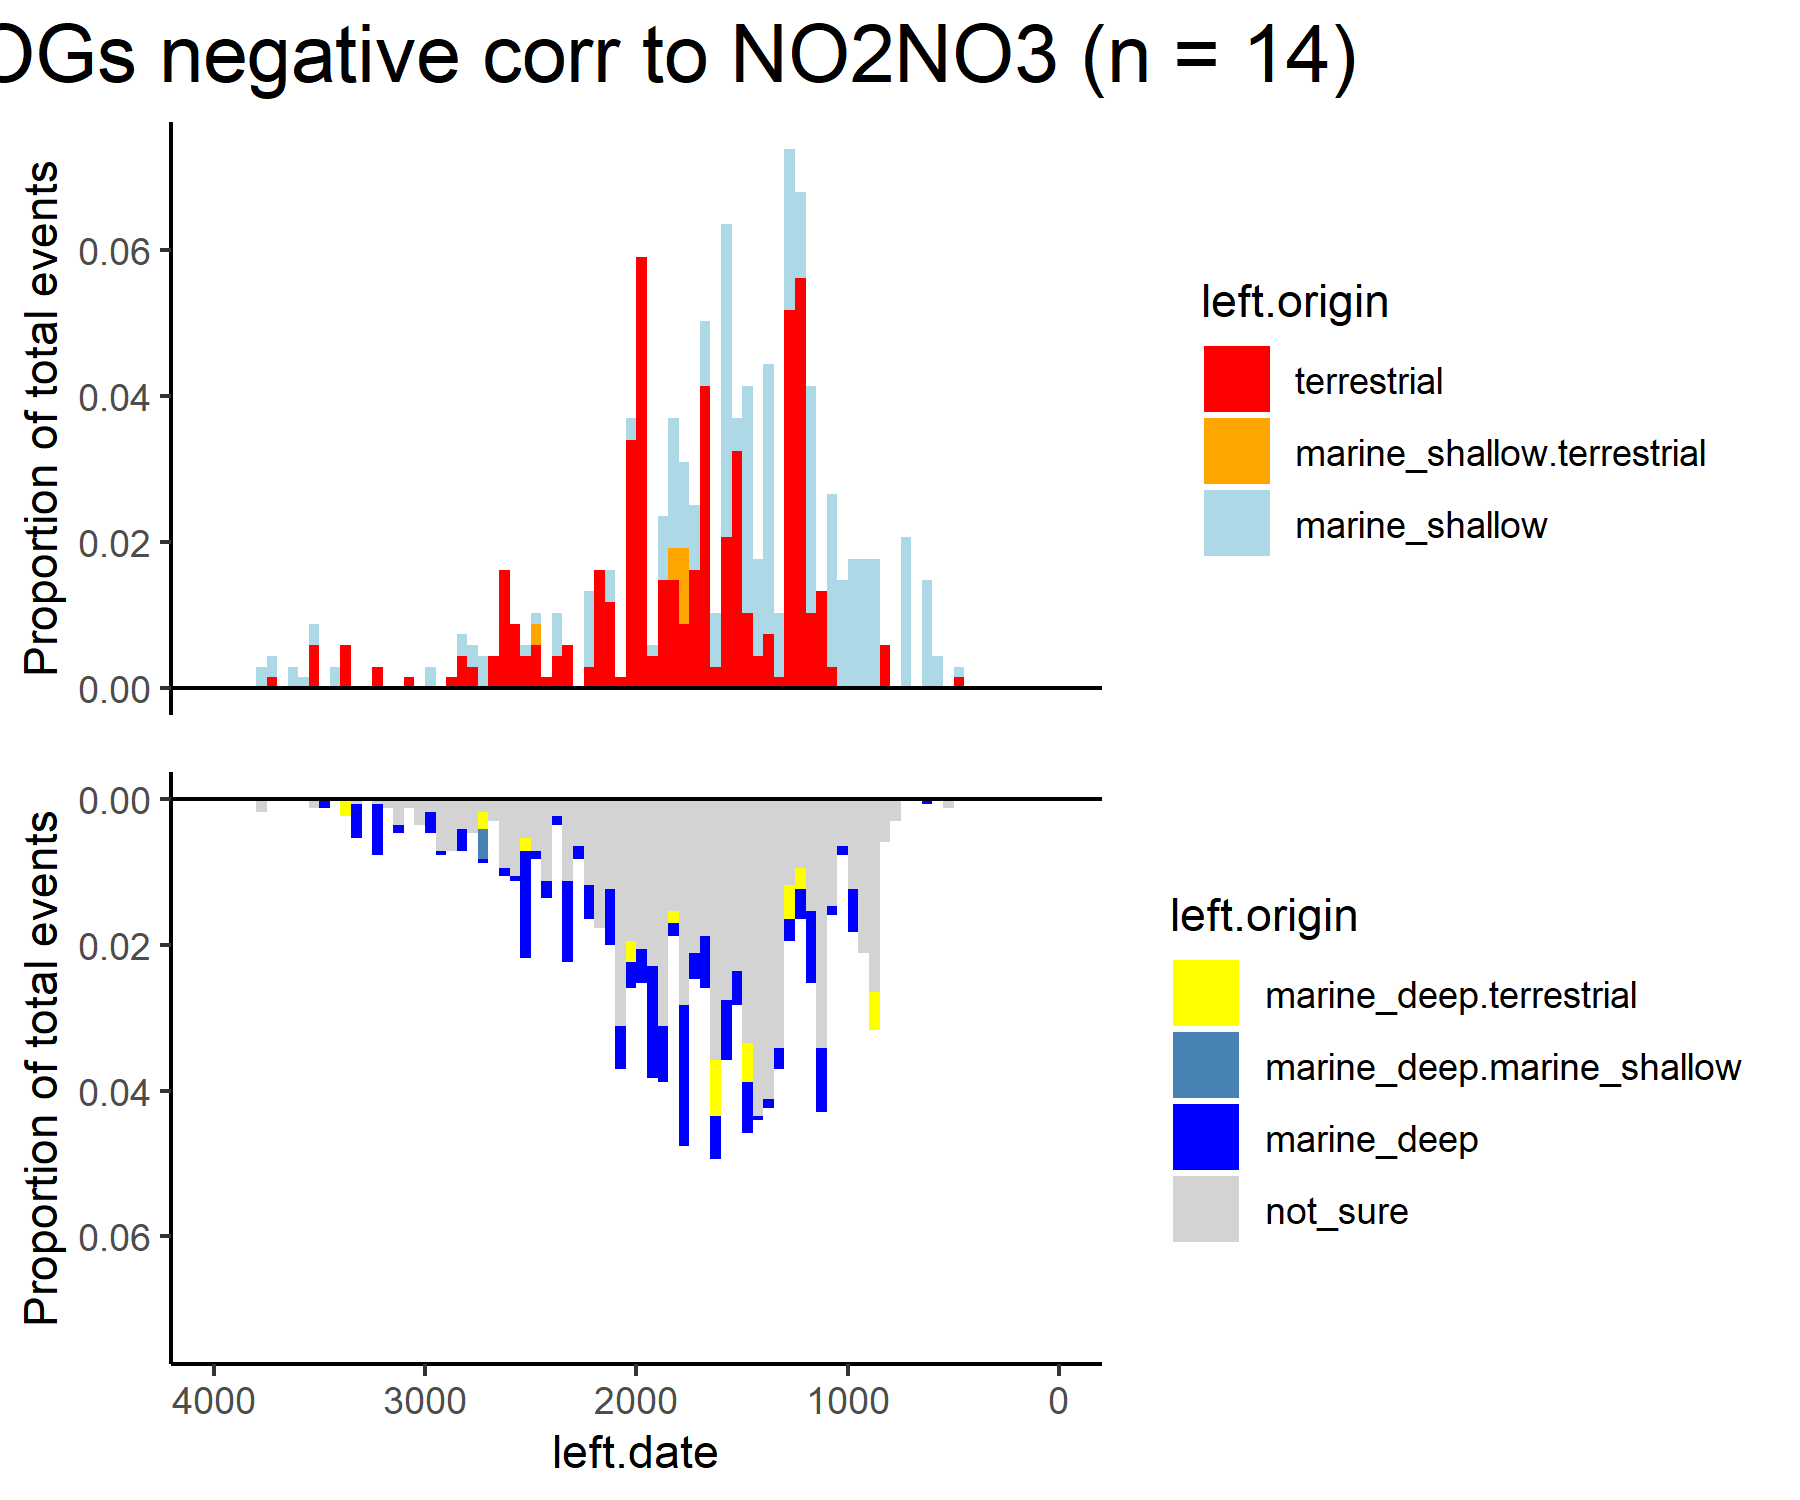 OGs negative corr to NO2NO3 (n = 14)
Proportion of total events
0.06
0.04
0.02
0.00
left.origin
terrestrial
marine_shallow.terrestrial
marine_shallow
Proportion of total events
0.00
0.02
0.04
0.06
4000 3000 2000 1000 0
left.date
left.origin
marine_deep.terrestrial
marine_deep.marine_shallow
marine_deep
not_sure